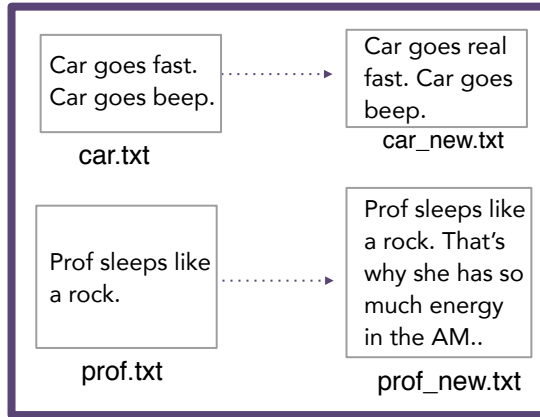 Car goes fast.
Car goes beep.
car.txt
Car goes real
fast. Car goes
beep.
car_new.txt
Prof sleeps like
a rock.
prof.txt
Prof sleeps like
a rock. That’s
why she has so
much energy
in the AM..
prof_new.txt